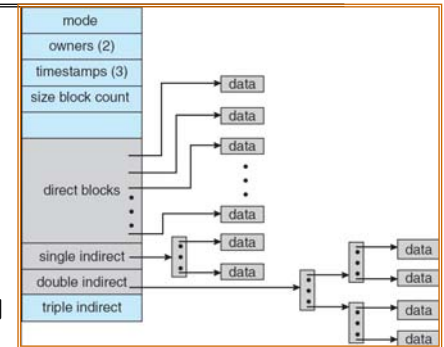 mode
owners (2)
timestamps (3)
size block count
data
data
direct blocks
data
data
single indirect
data
data
double indirect
triple indirect
data
data
data
data